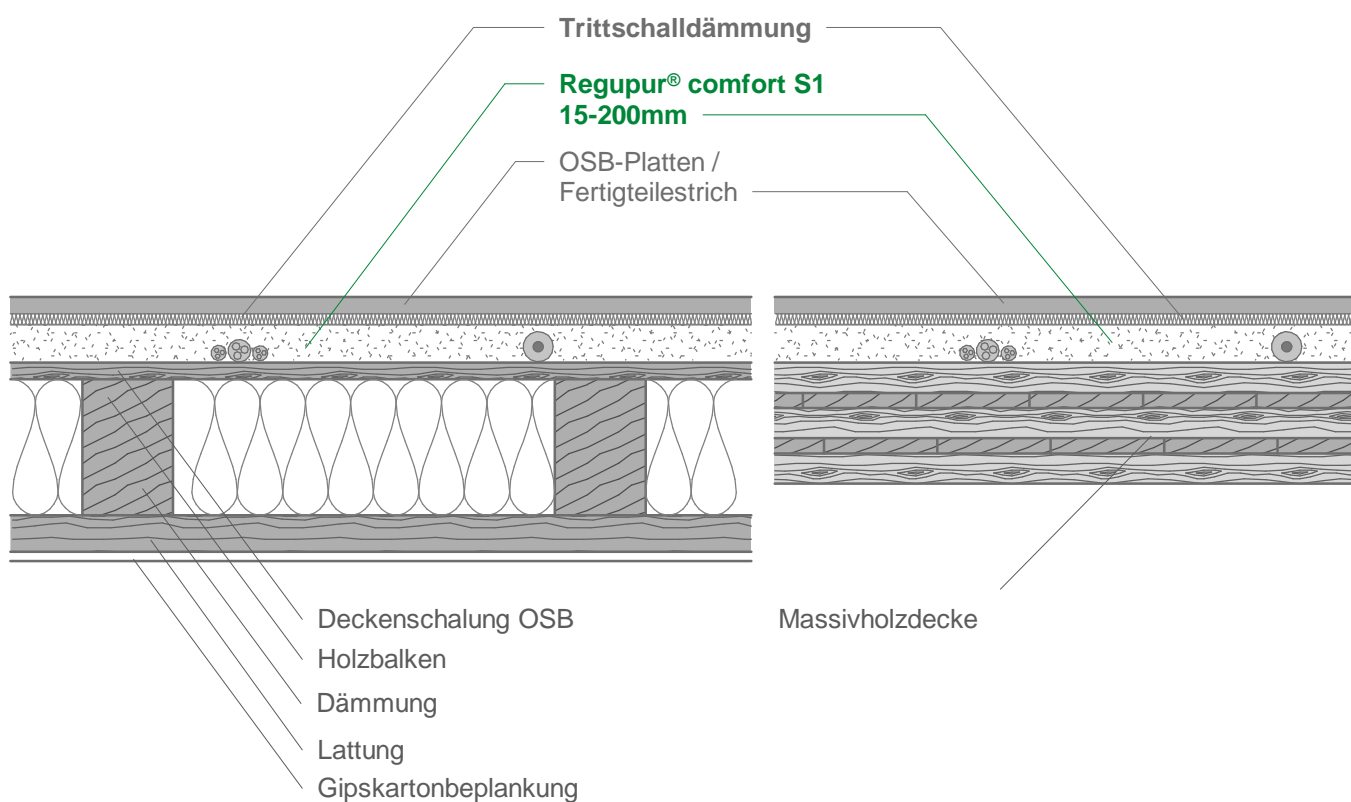 Trittschalldämmung
Regupur® comfort S1
15-200mm
OSB-Platten /
Fertigteilestrich
Deckenschalung OSB
Holzbalken
Dämmung
Lattung
Gipskartonbeplankung
Massivholzdecke